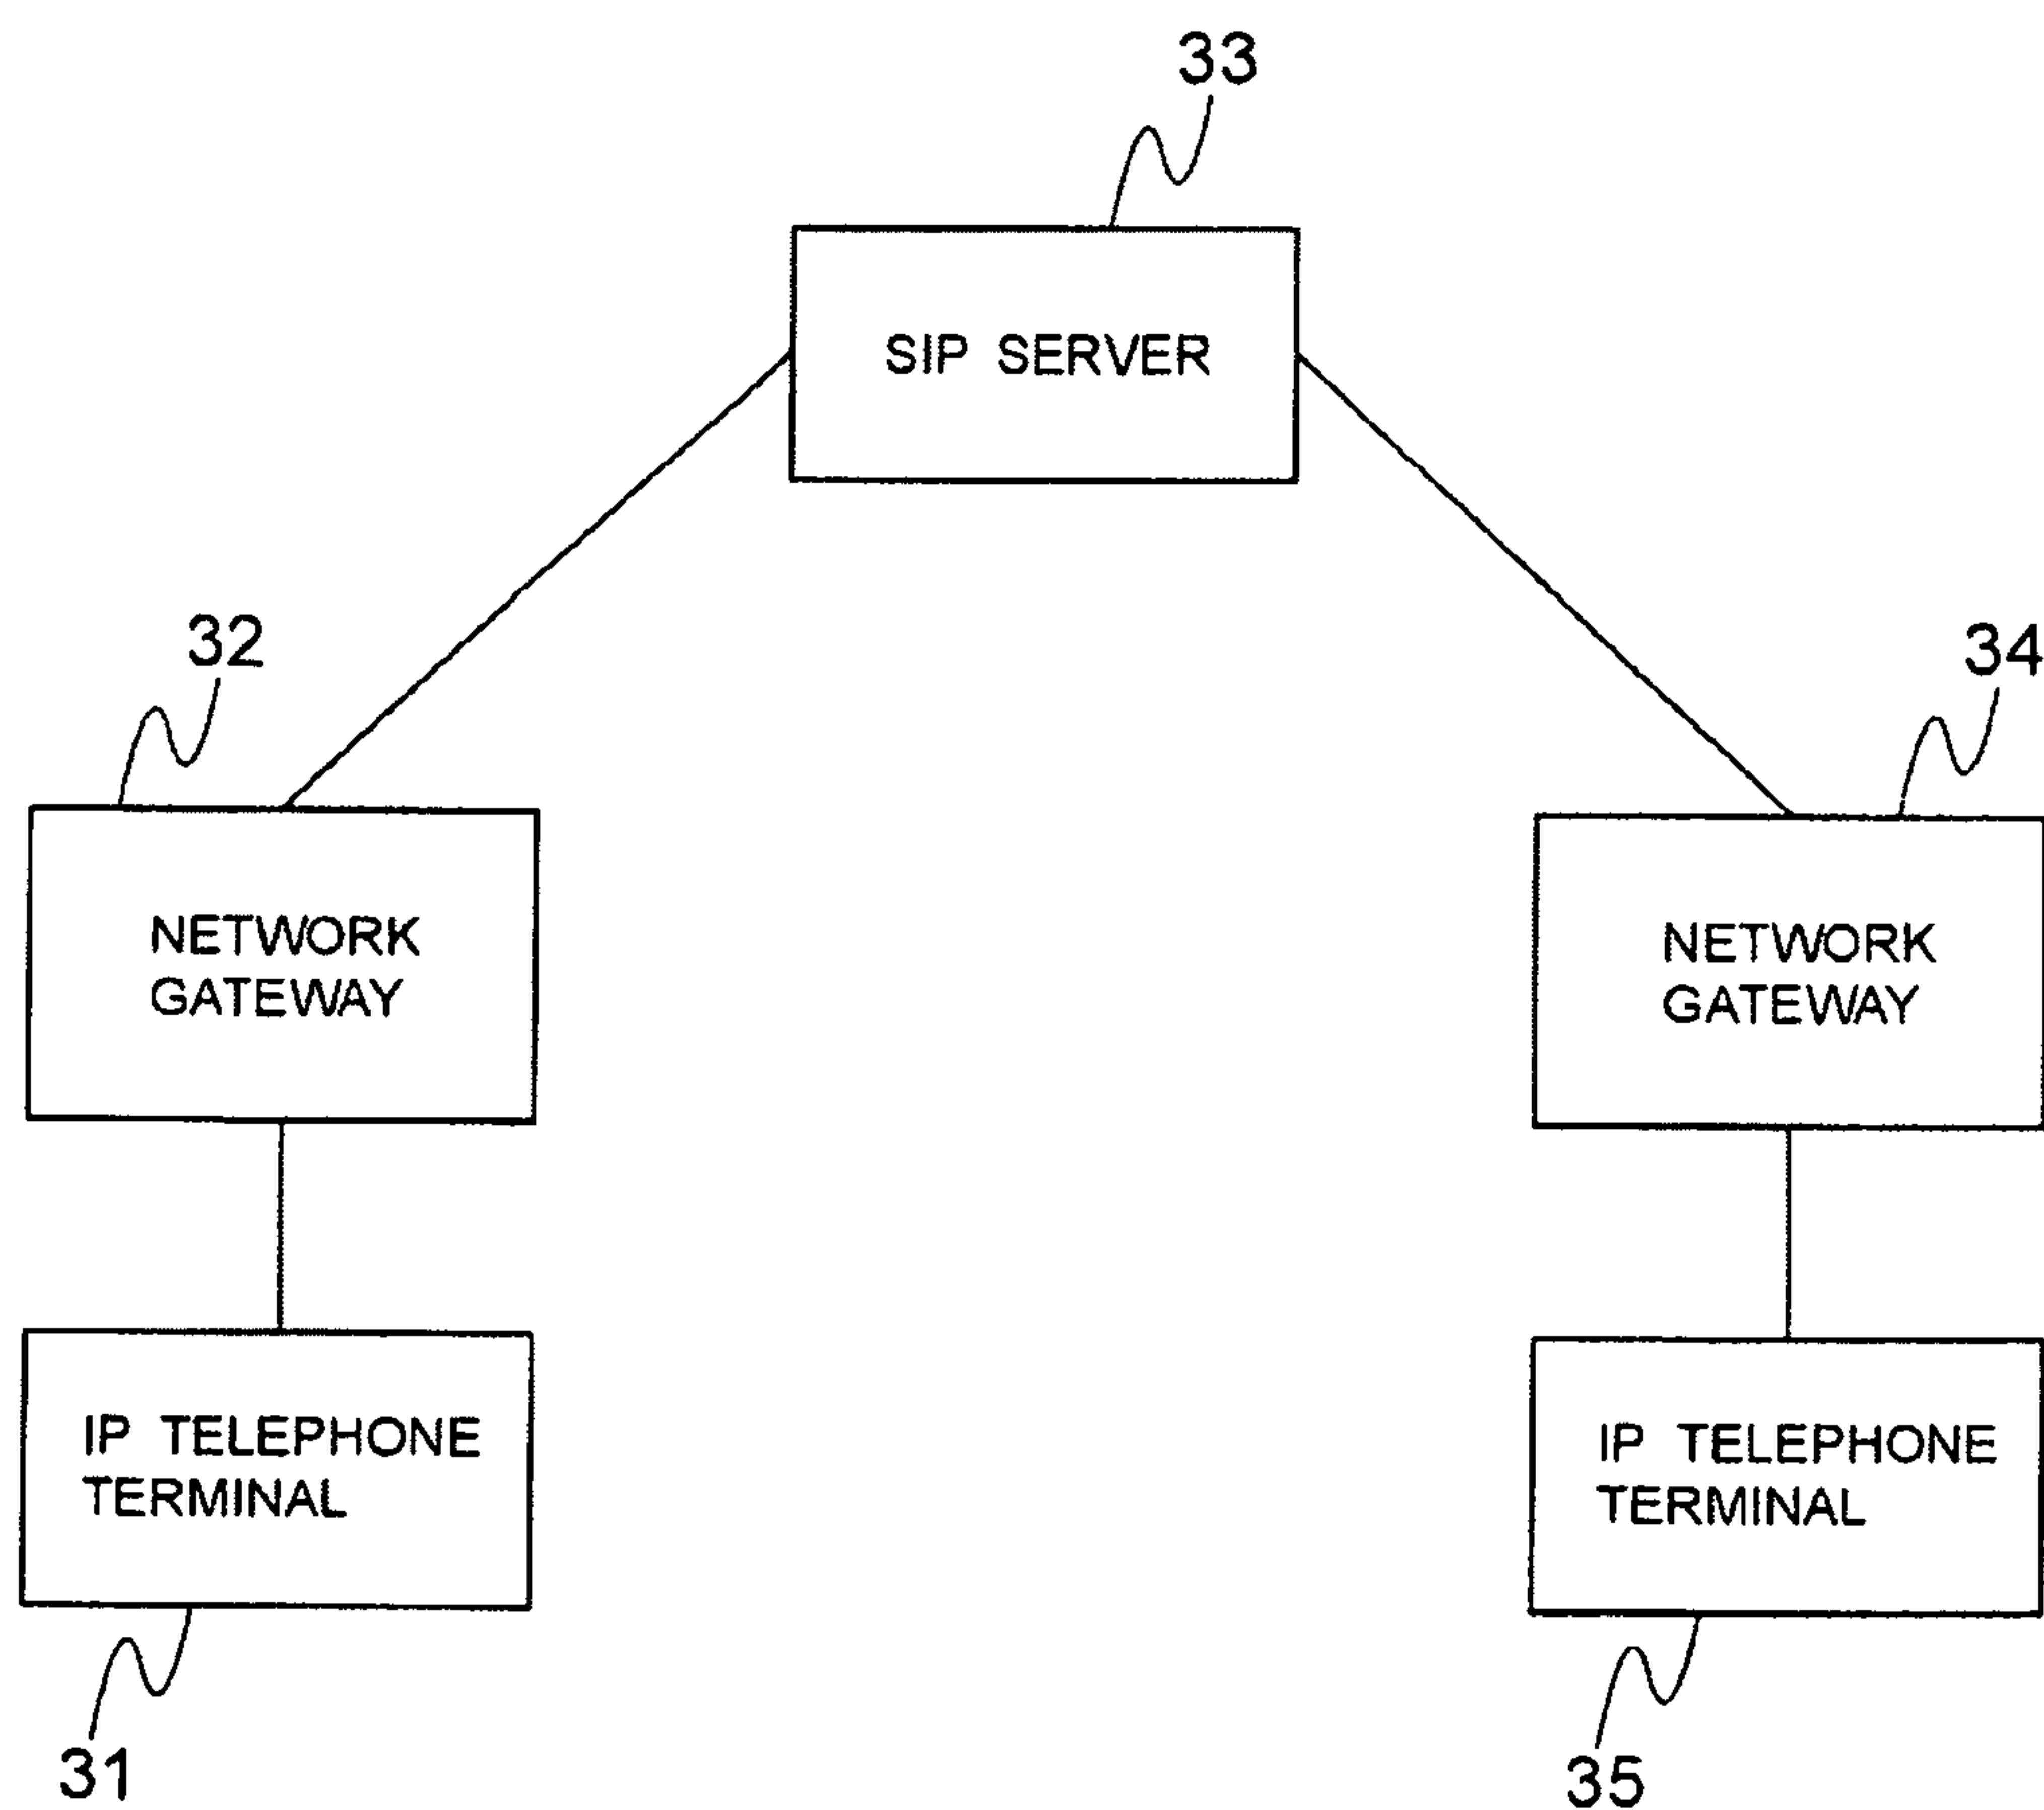 33
SIP SERVER
32
34
NETWORK
GATEWAY
NETWORK
GATEWAY
IP TELEPHONE
TERMINAL
IP TELEPHONE
TERMINAL
31
35